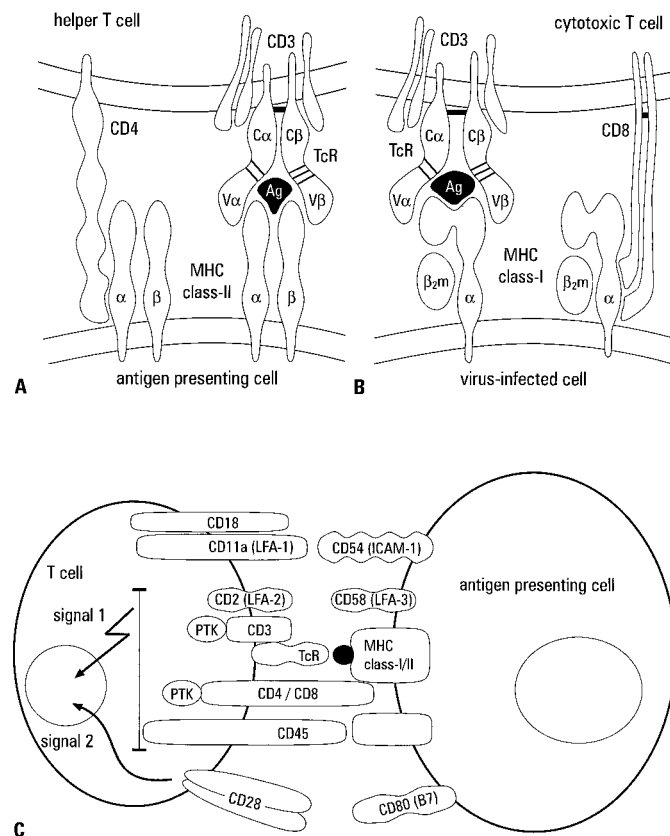 helper T cell
CD3
CD4
Cα
Cβ
TcR
Ag
Vα
Vβ
MHC
class-II
α
β
α
β
A
antigen presenting cell
CD3
cytotoxic T cell
CD8
Cα
Cβ
TcR
Ag
Vα
Vβ
MHC
class-I
β₂m
α
β₂m
α
B
virus-infected cell
CD18
CD11a (LFA-1)
CD54 (ICAM-1)
T cell
antigen presenting cell
signal 1
CD2 (LFA-2)
CD58 (LFA-3)
PTK
CD3
TcR
MHC
class-I/II
PTK
CD4 / CD8
signal 2
CD45
CD28
CD80 (B7)
C